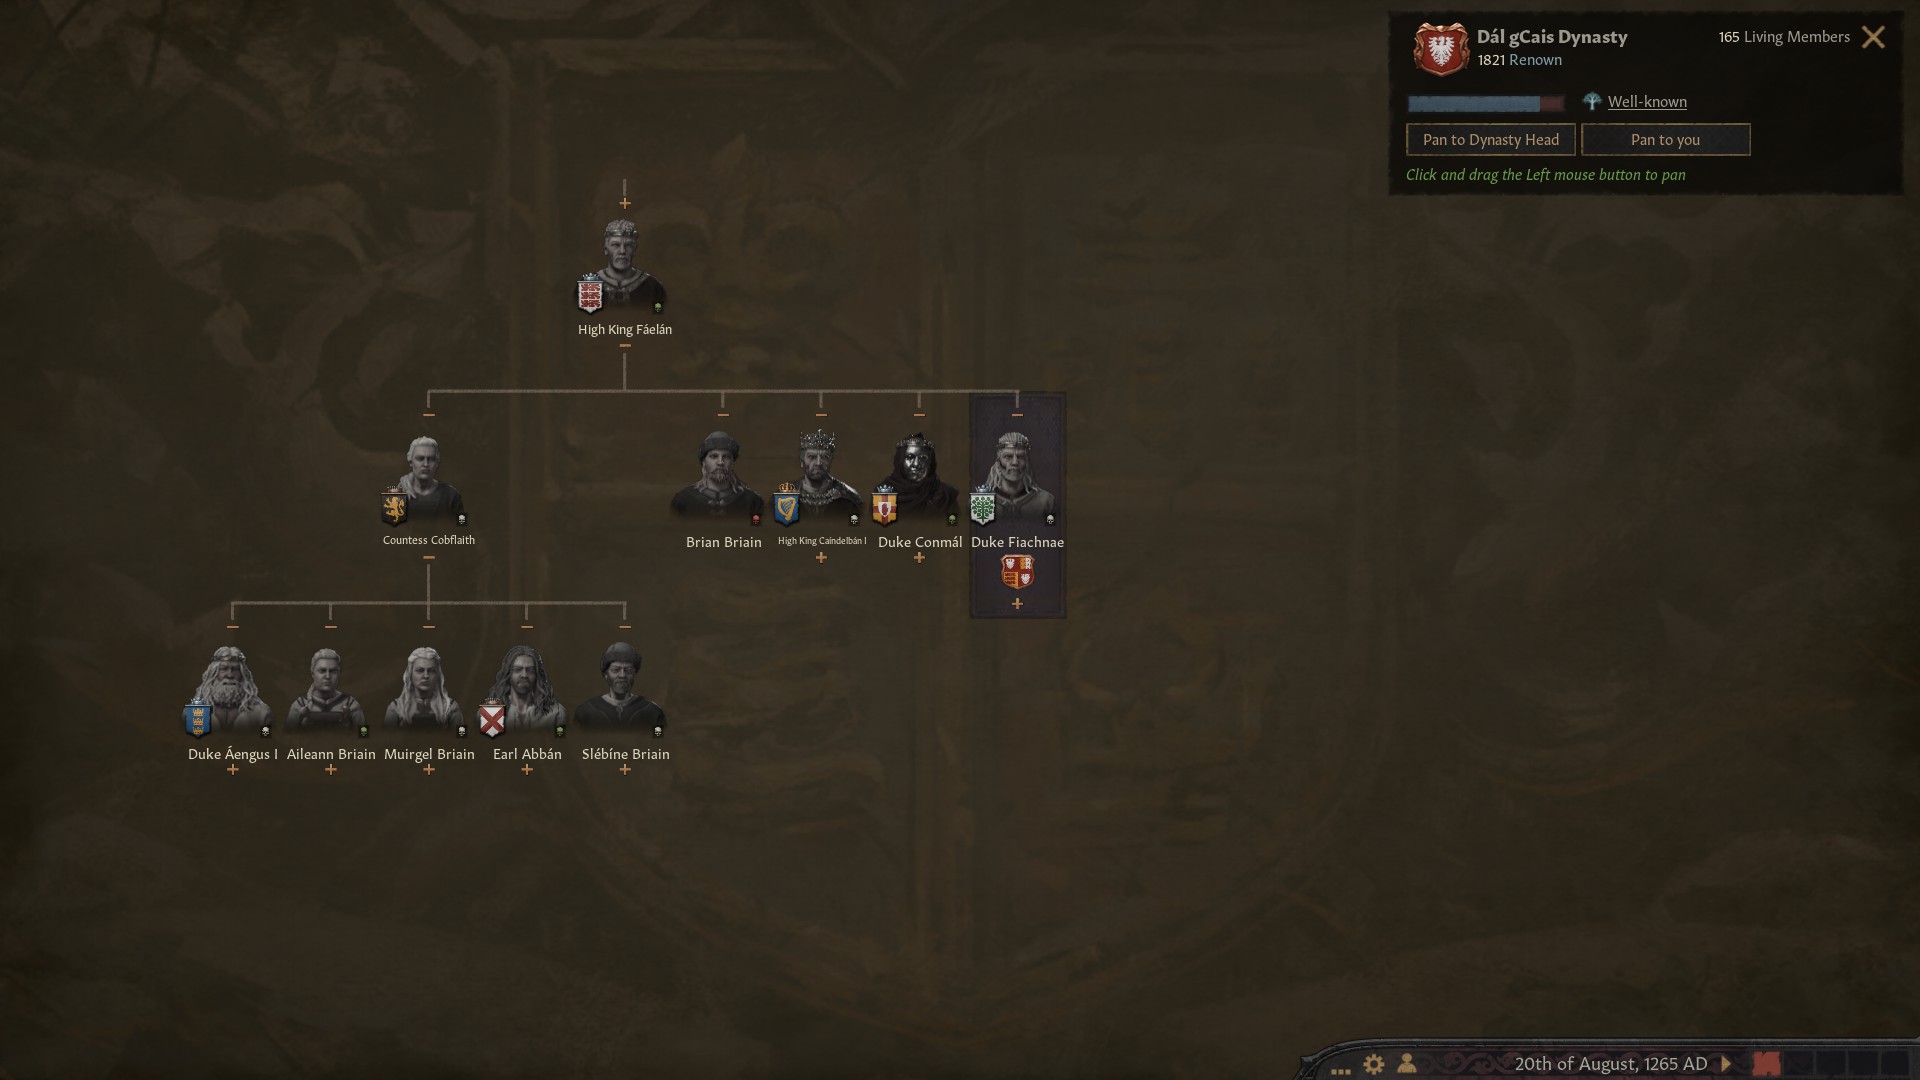 Dál gCais Dynasty
165 Living Members
1821 Renown
Well-known
Pan to Dynasty Head
Pan to you
Click and drag the Left mouse button to pan
High King Fáelán
Countess Cobflaith
Brian Briain
High King Caíndelbán I
Duke Conmál
Duke Fiachnae
Duke Áengus I
Aileann Briain
Muirgel Briain
Earl Abbán
Slébíne Briain
20th of August, 1265 AD